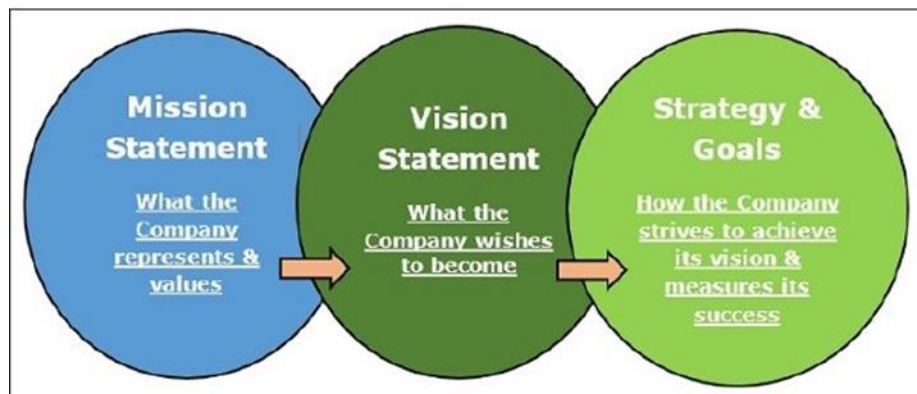 Mission
Statement
What the
Company
represents &
values
Vision
Statement
What the
Company wishes
to become
Strategy &
Goals
How the Company
strives to achieve
its vision &
measures its
success